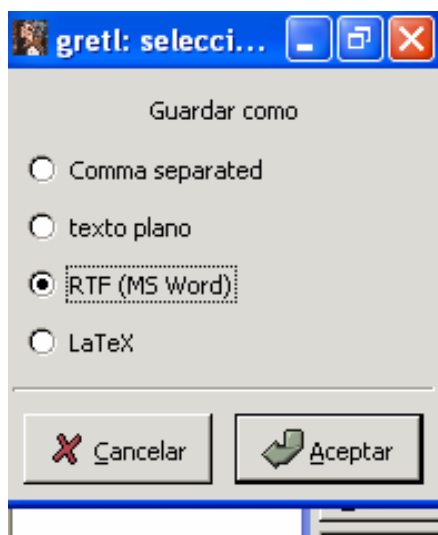 gretl: selecci...
Guardar como
Comma separated
texto plano
RTF (MS Word)
LaTeX
Cancelar
Aceptar